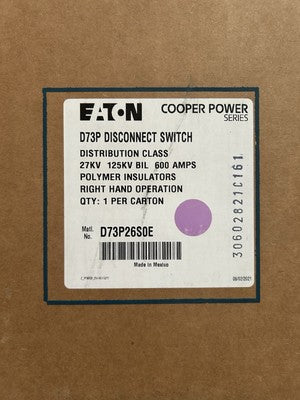 EATON
COOPER POWER
SERIES
D73P DISCONNECT SWITCH
DISTRIBUTION CLASS
27KV 125KV BIL 600 AMPS
POLYMER INSULATORS
RIGHT HAND OPERATION
QTY: 1 PER CARTON
Matl.
No.
D73P26S0E
Made in Mexico
06/02/2021
30602821C161